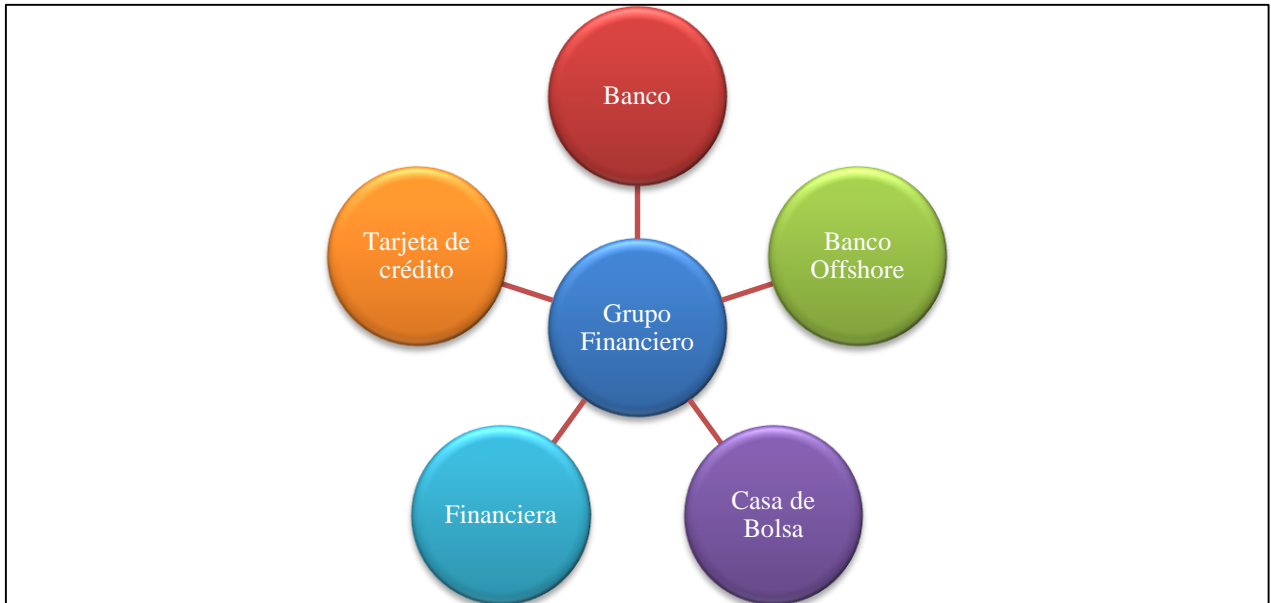 Banco
Tarjeta de
crédito
Banco
Offshore
Grupo
Financiero
Financiera
Casa de
Bolsa